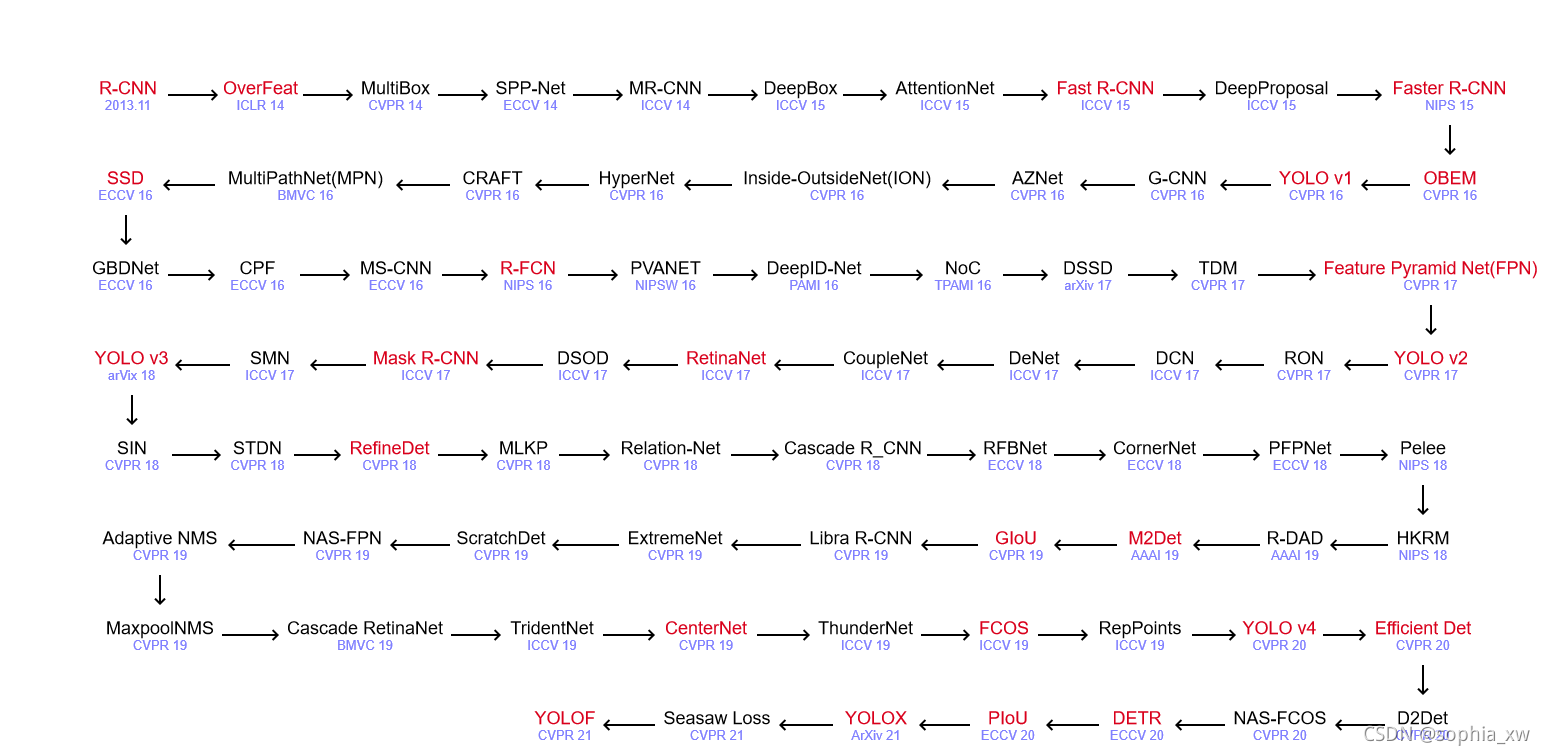 R-CNN OverFeat MultiBox SPP-Net MR-CNN DeepBox AttentionNet Fast R-CNN DeepProposal Faster R-CNN
2013.11 ICLR 14 CVPR 14 ECCV 14 ICCV 14 ICCV 15 ICCV 15 ICCV 15 ICCV 15 NIPS 15
SSD MultiPathNet(MPN) CRAFT HyperNet Inside-OutsideNet(ION) AZNet G-CNN YOLO v1 OBEM
ECCV 16 BMVC 16 CVPR 16 CVPR 16 CVPR 16 CVPR 16 CVPR 16 CVPR 16 CVPR 16
GBDNet CPF MS-CNN R-FCN PVANET DeepID-Net NoC DSSD TDM Feature Pyramid Net(FPN)
ECCV 16 ECCV 16 ECCV 16 NIPS 16 NIPSW 16 PAMI 16 TPAMI 16 arXiv 17 CVPR 17 CVPR 17
YOLO v3 SMN Mask R-CNN DSOD RetinaNet CoupleNet DeNet DCN RON YOLO v2
arVix 18 ICCV 17 ICCV 17 ICCV 17 ICCV 17 ICCV 17 ICCV 17 ICCV 17 CVPR 17 CVPR 17
SIN STDN RefineDet MLKP Relation-Net Cascade R_CNN RFBNet CornerNet PFPNet Pelee
CVPR 18 CVPR 18 CVPR 18 CVPR 18 CVPR 18 CVPR 18 ECCV 18 ECCV 18 ECCV 18 NIPS 18
Adaptive NMS NAS-FPN ScratchDet ExtremeNet Libra R-CNN GIoU M2Det R-DAD HKRM
CVPR 19 CVPR 19 CVPR 19 CVPR 19 CVPR 19 CVPR 19 AAAI 19 AAAI 19 NIPS 18
MaxpoolNMS Cascade RetinaNet TridentNet CenterNet ThunderNet FCOS RepPoints YOLO v4 Efficient Det
CVPR 19 BMVC 19 ICCV 19 CVPR 19 ICCV 19 ICCV 19 ICCV 19 CVPR 20 CVPR 20
YOLOF Seasaw Loss YOLOX PIoU DETR NAS-FCOS D2Det
CVPR 21 CVPR 21 ArXiv 21 ECCV 20 ECCV 20 CVPR 20 CVPR 20
CSDN @sophia_xw